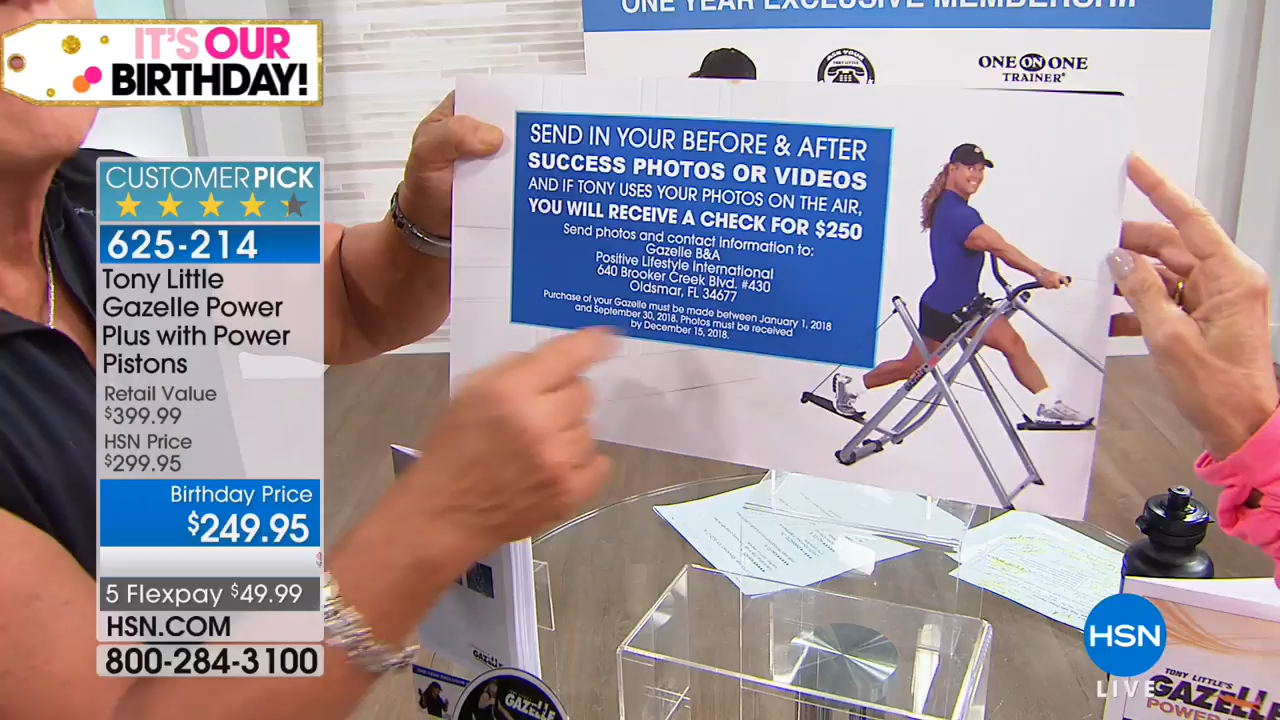 IT'S OUR
BIRTHDAY!
CUSTOMER PICK
625-214
Tony Little
Gazelle Power
Plus with Power
Pistons
Retail Value
$399.99
HSN Price
$299.95
Birthday Price
$249.95
5 Flexpay $49.99
HSN.COM
800-284-3100
ONE YEAR EXCLUSIVE MEMBERSHIP
ONE ON ONE
TRAINER®
SEND IN YOUR BEFORE & AFTER
SUCCESS PHOTOS OR VIDEOS
AND IF TONY USES YOUR PHOTOS ON THE AIR,
YOU WILL RECEIVE A CHECK FOR $250
Send photos and contact information to:
Gazelle B&A
Positive Lifestyle International
640 Brooker Creek Blvd. #430
Oldsmar, FL 34677
Purchase of your Gazelle must be made between January 1, 2018
and September 30, 2018. Photos must be received
by December 15, 2018.
GAZELLE
HSN
LIVE
TONY LITTLE'S
GAZELLE